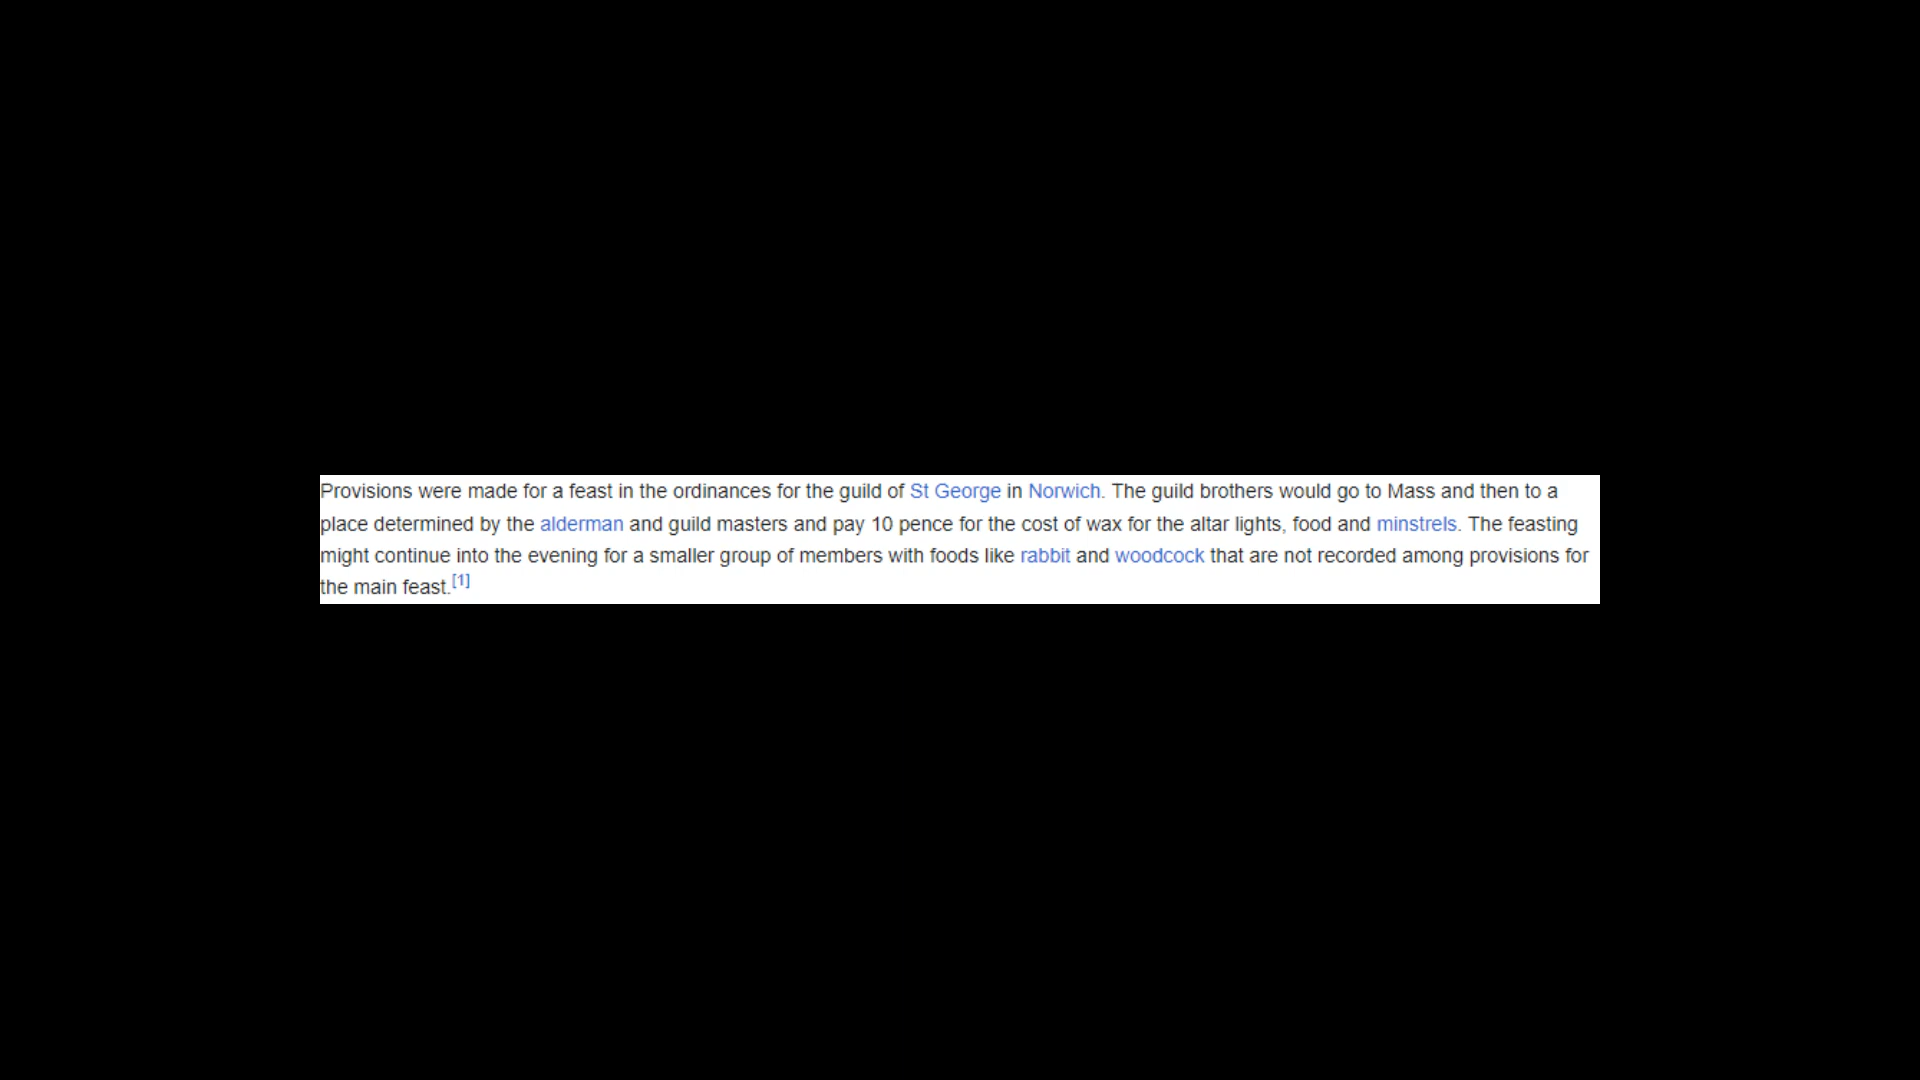 Provisions were made for a feast in the ordinances for the guild of St George in Norwich. The guild brothers would go to Mass and then to a
place determined by the alderman and guild masters and pay 10 pence for the cost of wax for the altar lights, food and minstrels. The feasting
might continue into the evening for a smaller group of members with foods like rabbit and woodcock that are not recorded among provisions for
the main feast.[1]